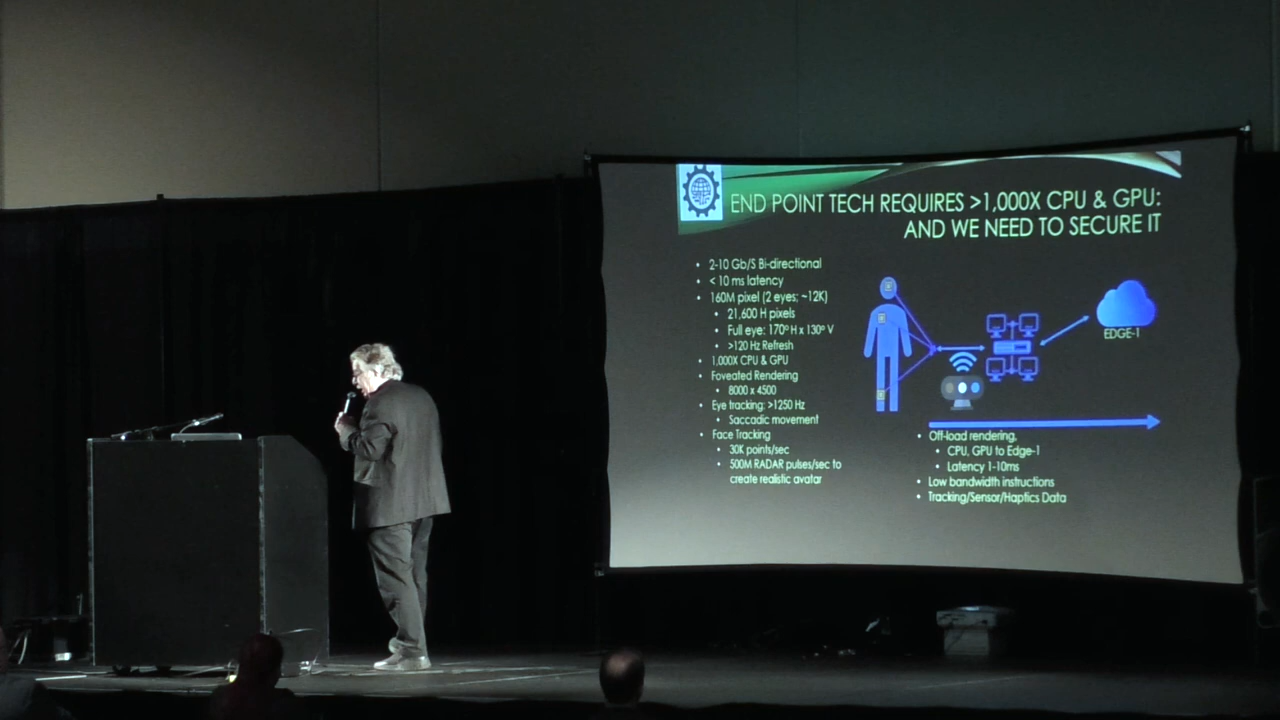 END POINT TECH REQUIRES >1,000X CPU & GPU:
AND WE NEED TO SECURE IT
• 2-10 Gb/S Bi-directional
• < 10 ms latency
• 160M pixel (2 eyes; ~12K)
• 21,600 H pixels
• Full eye: 170° H x 130° V
• >120 Hz Refresh
• 1,000X CPU & GPU
• Foveated Rendering
• 8000 x 4500
• Eye tracking: >1250 Hz
• Saccadic movement
• Face Tracking
• 30K points/sec
• 500M RADAR pulses/sec to
create realistic avatar
EDGE-1
• Off-load rendering,
• CPU, GPU to Edge-1
• Latency 1-10ms
• Low bandwidth instructions
• Tracking/Sensor/Haptics Data